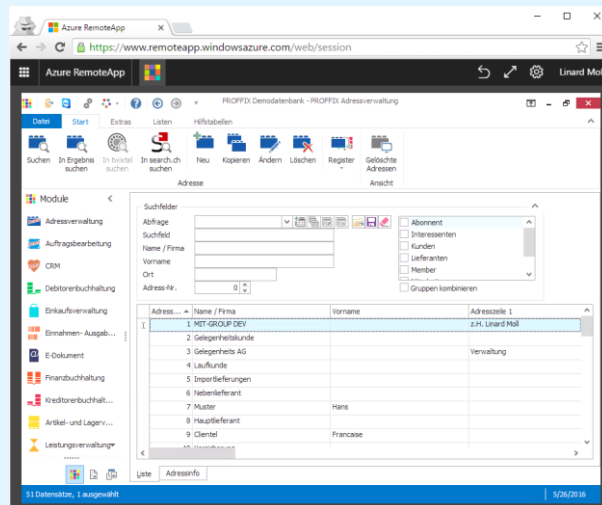 Azure RemoteApp
https://www.remoteapp.windowsazure.com/web/session
Azure RemoteApp
Linard Mol
PROFFIX Demodatenbank - PROFFIX Adressverwaltung
Datei Start Extras Listen Hilfstabellen
Suchen In Ergebnis suchen In twixtel suchen In search.ch suchen Neu Kopieren Ändern Löschen Register Gelöschte Adressen
Adresse Ansicht
Module
Adressverwaltung
Auftragsbearbeitung
CRM
Debitorenbuchhaltung
Einkaufsverwaltung
Einnahmen- Ausgab...
E-Dokument
Finanzbuchhaltung
Kreditorenbuchhalt...
Artikel- und Lagerv...
Leistungsverwaltung
Suchfelder
Abfrage
Suchfeld
Name / Firma
Vorname
Ort
Adress-Nr. 0
Abonnent
Interessenten
Kunden
Lieferanten
Member
Gruppen kombinieren
Adress... Name / Firma Vorname Adresszeile 1
1 MIT-GROUP DEV z.H. Linard Moll
2 Gelegenheitskunde
3 Gelegenheits AG Verwaltung
4 Laufkunde
5 Importlieferungen
6 Nebenlieferant
7 Muster Hans
8 Hauptlieferant
9 Clientel Francaise
Liste Adressinfo
51 Datensätze, 1 ausgewählt 5/26/2016